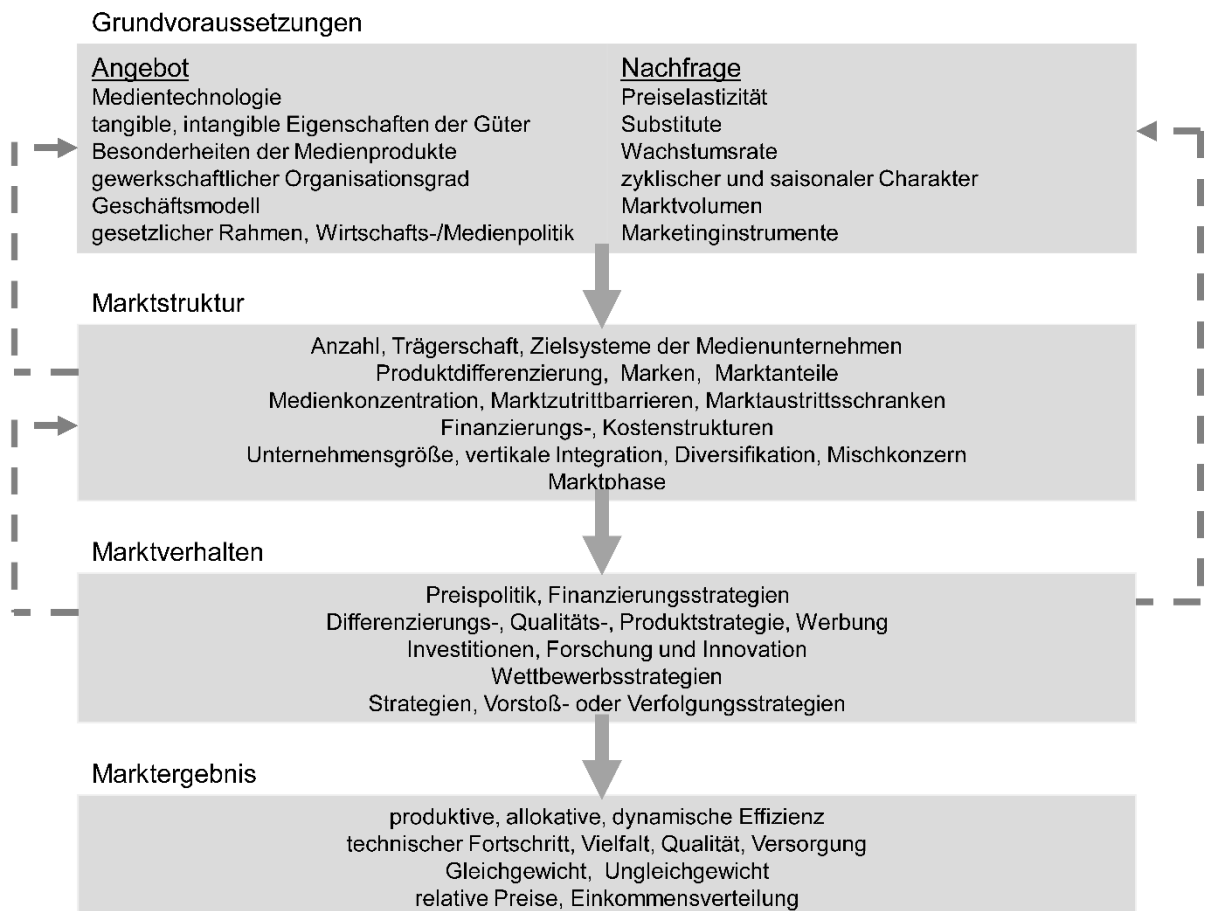 Grundvoraussetzungen
Angebot
Medientechnologie
tangible, intangible Eigenschaften der Güter
Besonderheiten der Medienprodukte
gewerkschaftlicher Organisationsgrad
Geschäftsmodell
gesetzlicher Rahmen, Wirtschafts-/Medienpolitik
Nachfrage
Preiselastizität
Substitute
Wachstumsrate
zyklischer und saisonaler Charakter
Marktvolumen
Marketinginstrumente
Marktstruktur
Anzahl, Trägerschaft, Zielsysteme der Medienunternehmen
Produktdifferenzierung, Marken, Marktanteile
Medienkonzentration, Marktzutrittbarrieren, Marktaustrittsschranken
Finanzierungs-, Kostenstrukturen
Unternehmensgröße, vertikale Integration, Diversifikation, Mischkonzern
Marktphase
Marktverhalten
Preispolitik, Finanzierungsstrategien
Differenzierungs-, Qualitäts-, Produktstrategie, Werbung
Investitionen, Forschung und Innovation
Wettbewerbsstrategien
Strategien, Vorstoß- oder Verfolgungsstrategien
Marktergebnis
produktive, allokative, dynamische Effizienz
technischer Fortschritt, Vielfalt, Qualität, Versorgung
Gleichgewicht, Ungleichgewicht
relative Preise, Einkommensverteilung